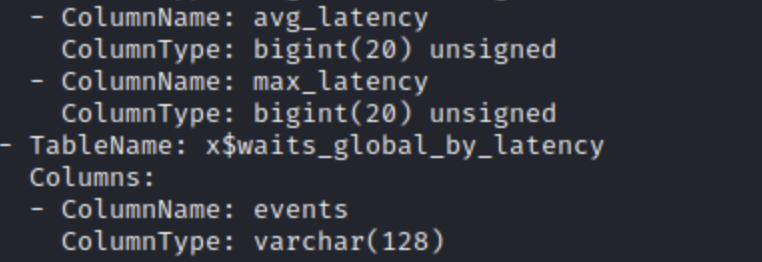 - ColumnName: avg_latency
ColumnType: bigint(20) unsigned
- ColumnName: max_latency
ColumnType: bigint(20) unsigned
- TableName: x$waits_global_by_latency
Columns:
- ColumnName: events
ColumnType: varchar(128)